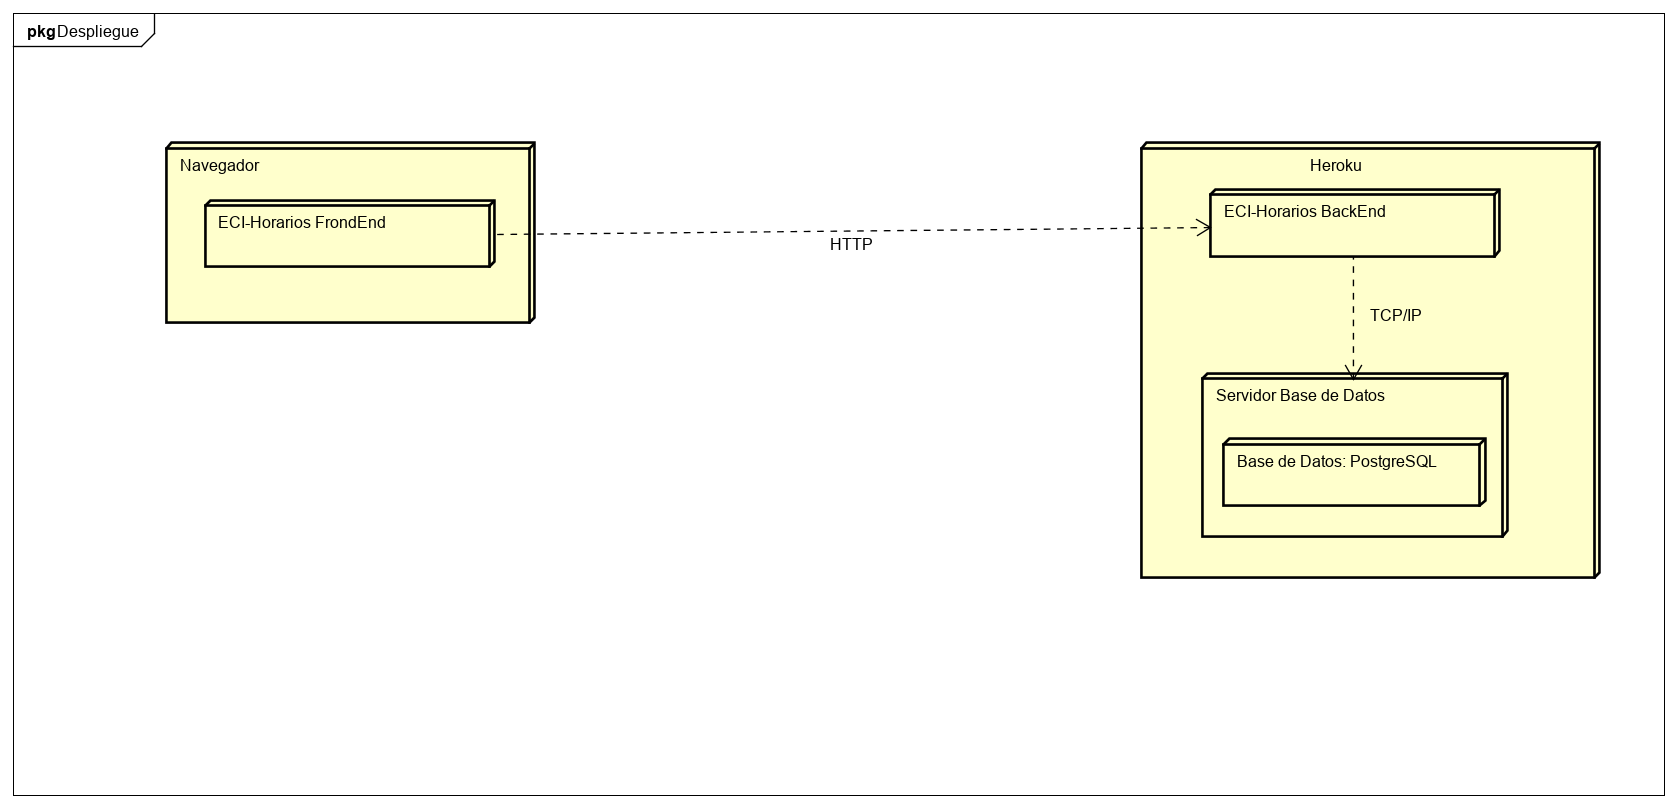 pkg Despliegue
Navegador
ECI-Horarios FrondEnd
HTTP
Heroku
ECI-Horarios BackEnd
TCP/IP
Servidor Base de Datos
Base de Datos: PostgreSQL